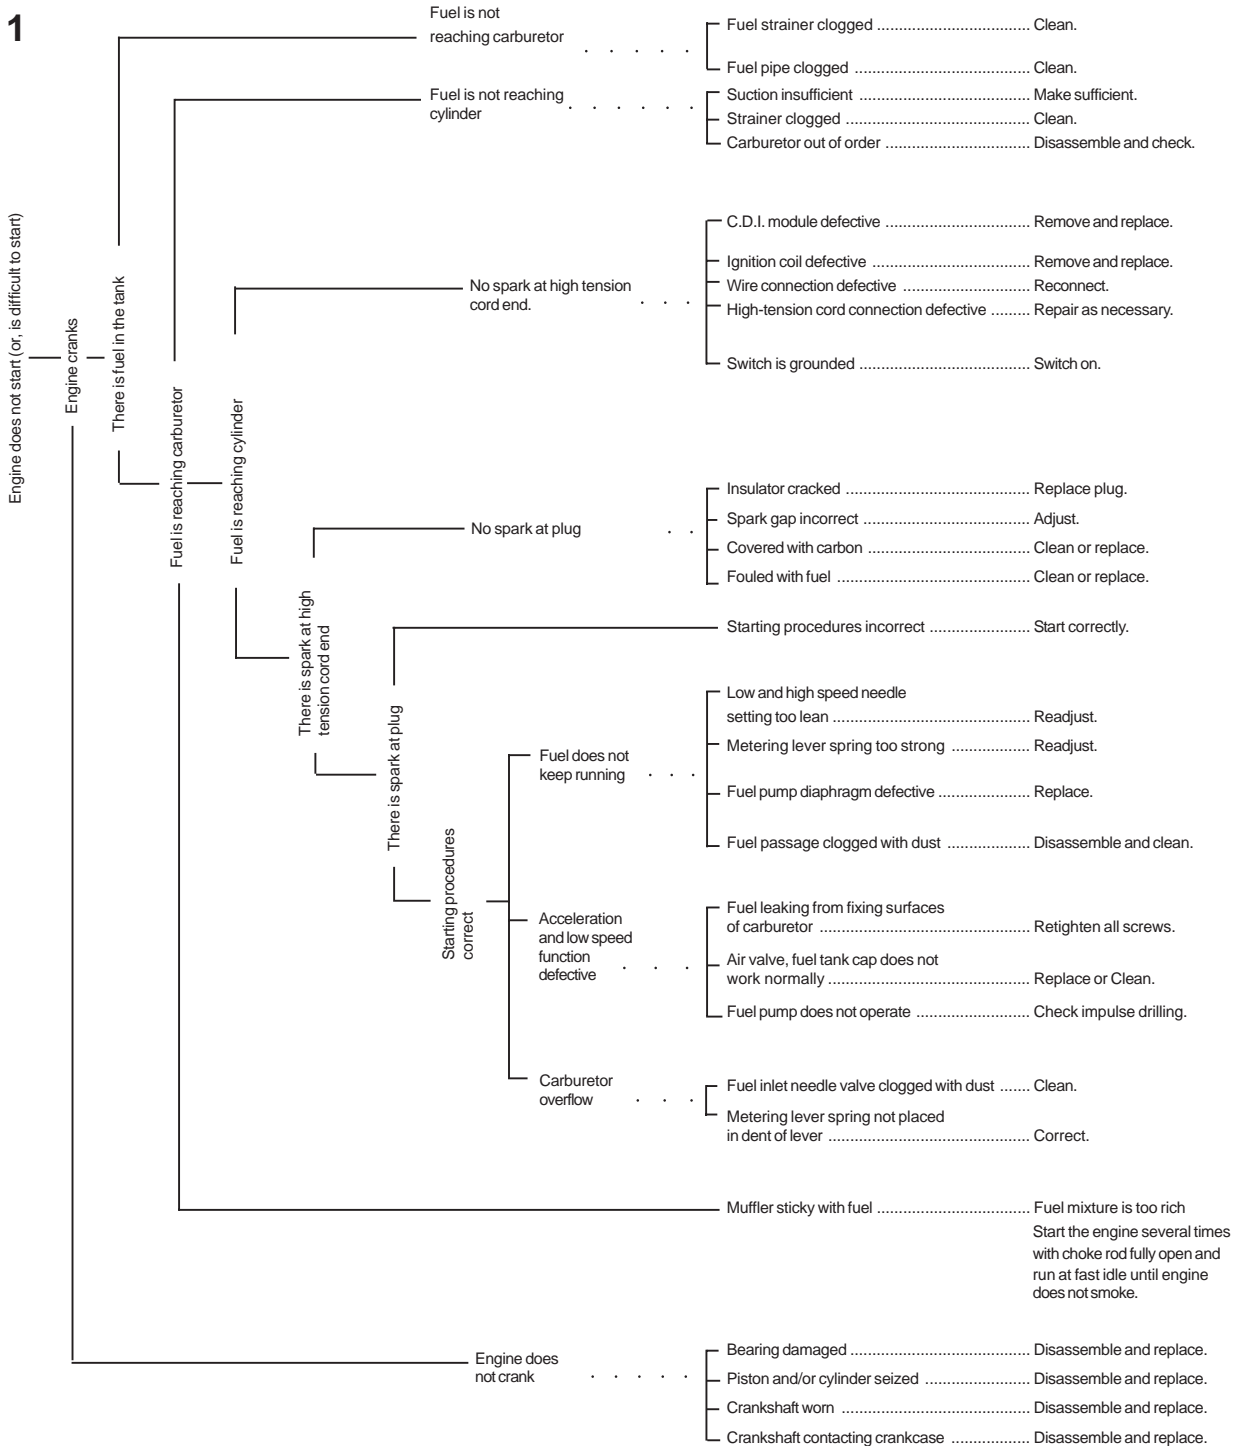 1
Fuel is not
reaching carburetor
Fuel strainer clogged ..................................... Clean.
Fuel pipe clogged .......................................... Clean.
Fuel is not reaching
cylinder
Suction insufficient ......................................... Make sufficient.
Strainer clogged ............................................ Clean.
Carburetor out of order ................................... Disassemble and check.
Engine does not start (or, is difficult to start)
Engine cranks
There is fuel in the tank
Fuel is reaching carburetor
Fuel is reaching cylinder
No spark at high tension
cord end.
C.D.I. module defective ................................... Remove and replace.
Ignition coil defective ...................................... Remove and replace.
Wire connection defective ............................... Reconnect.
High-tension cord connection defective ......... Repair as necessary.
Switch is grounded ......................................... Switch on.
There is spark at high
tension cord end
No spark at plug
Insulator cracked ............................................ Replace plug.
Spark gap incorrect ........................................ Adjust.
Covered with carbon ....................................... Clean or replace.
Fouled with fuel .............................................. Clean or replace.
There is spark at plug
Starting procedures incorrect ........................ Start correctly.
Starting procedures
correct
Fuel does not
keep running
Low and high speed needle
setting too lean ................................................ Readjust.
Metering lever spring too strong ................... Readjust.
Fuel pump diaphragm defective ...................... Replace.
Fuel passage clogged with dust .................... Disassemble and clean.
Acceleration
and low speed
function
defective
Fuel leaking from fixing surfaces
of carburetor ................................................... Retighten all screws.
Air valve, fuel tank cap does not
work normally ................................................. Replace or Clean.
Fuel pump does not operate ........................... Check impulse drilling.
Carburetor
overflow
Fuel inlet needle valve clogged with dust ....... Clean.
Metering lever spring not placed
in dent of lever ................................................ Correct.
Muffler sticky with fuel ..................................... Fuel mixture is too rich
Start the engine several times
with choke rod fully open and
run at fast idle until engine
does not smoke.
Engine does
not crank
Bearing damaged ............................................ Disassemble and replace.
Piston and/or cylinder seized ......................... Disassemble and replace.
Crankshaft worn ............................................. Disassemble and replace.
Crankshaft contacting crankcase ................... Disassemble and replace.